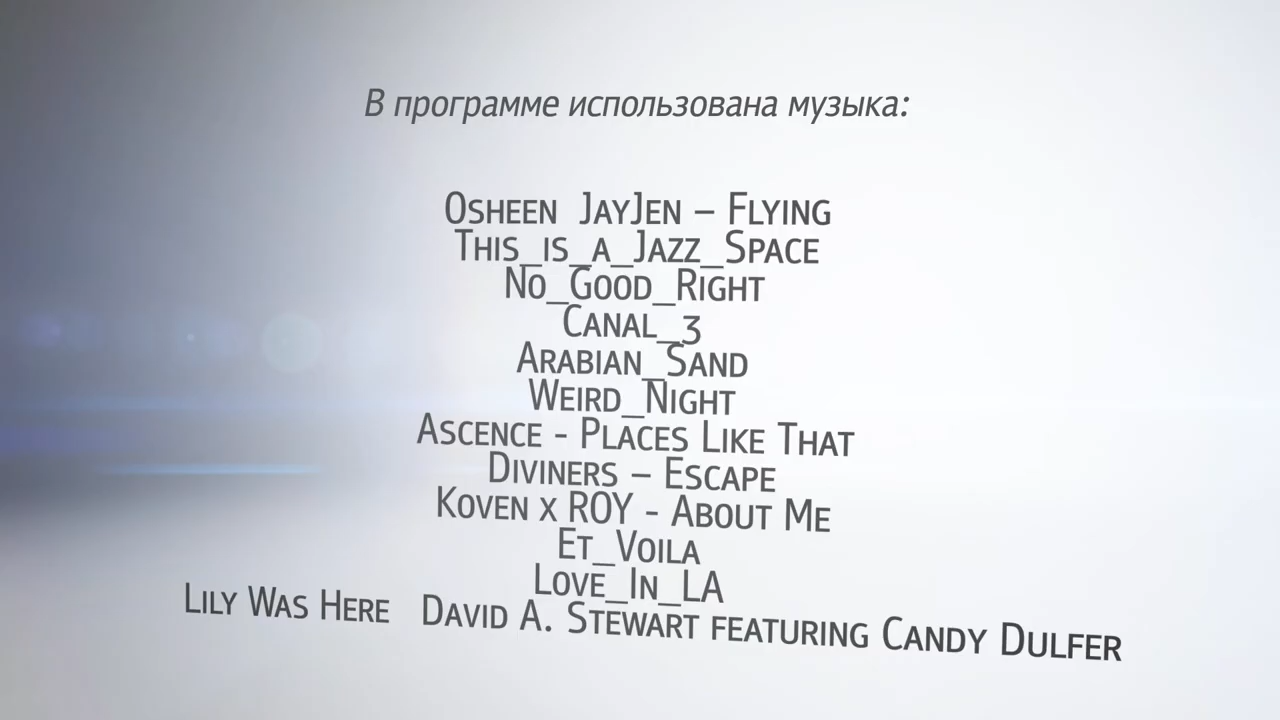 В программе использована музыка:
Osheen JayJen – Flying
This_is_a_Jazz_Space
No_Good_Right
Canal_3
Arabian_Sand
Weird_Night
Ascence - Places Like That
Diviners – Escape
Koven x ROY - About Me
Et_Voila
Love_In_LA
Lily Was Here David A. Stewart featuring Candy Dulfer